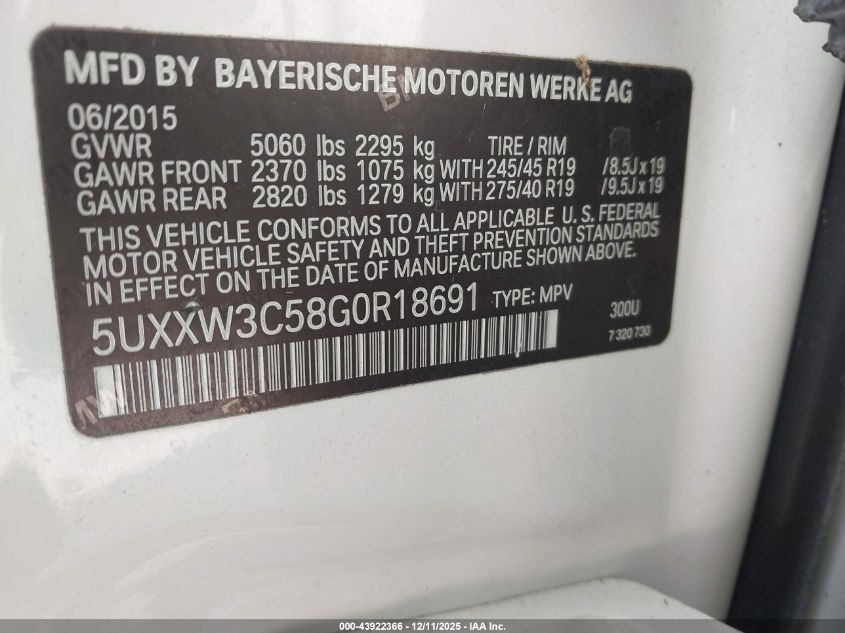 MFD BY BAYERISCHE MOTOREN WERKE AG
06/2015
GVWR 5060 lbs 2295 kg TIRE / RIM
GAWR FRONT 2370 lbs 1075 kg WITH 245/45 R19 /8.5J x 19
GAWR REAR 2820 lbs 1279 kg WITH 275/40 R19 /9.5J x 19
THIS VEHICLE CONFORMS TO ALL APPLICABLE U. S. FEDERAL
MOTOR VEHICLE SAFETY AND THEFT PREVENTION STANDARDS
IN EFFECT ON THE DATE OF MANUFACTURE SHOWN ABOVE.
5UXXW3C58G0R18691 TYPE: MPV 300U
7 320 730
000-43922366 - 12/11/2025 - IAA Inc.